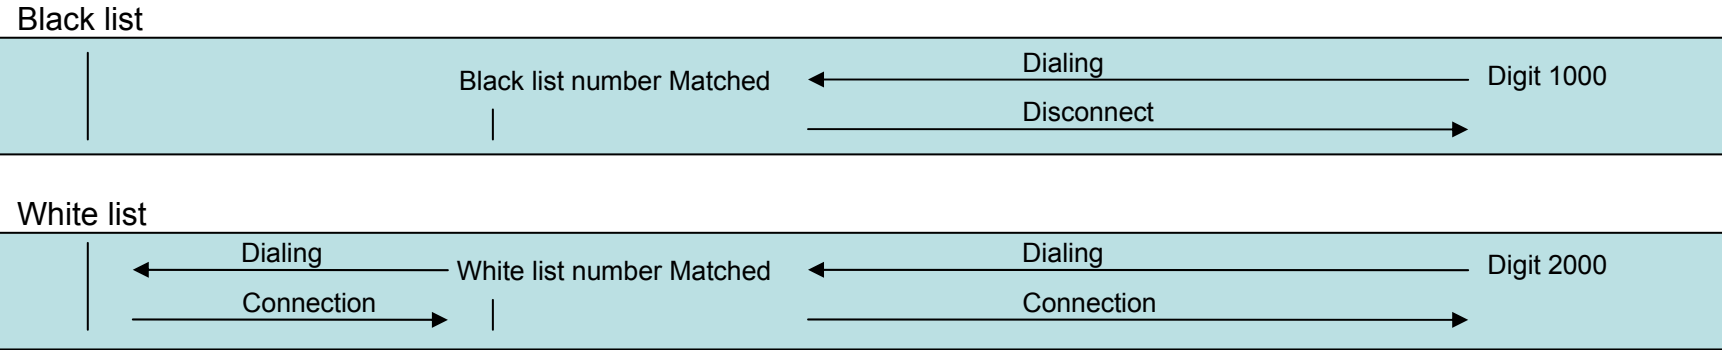 Black list
Dialing
Black list number Matched
Digit 1000
Disconnect
White list
Dialing
Dialing
White list number Matched
Digit 2000
Connection
Connection